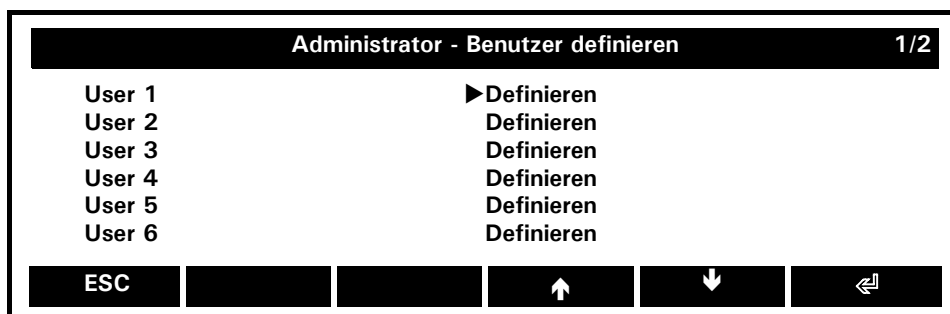 Administrator - Benutzer definieren 1/2
User 1 ▶Definieren
User 2 Definieren
User 3 Definieren
User 4 Definieren
User 5 Definieren
User 6 Definieren
ESC ↑ ↓ ↵